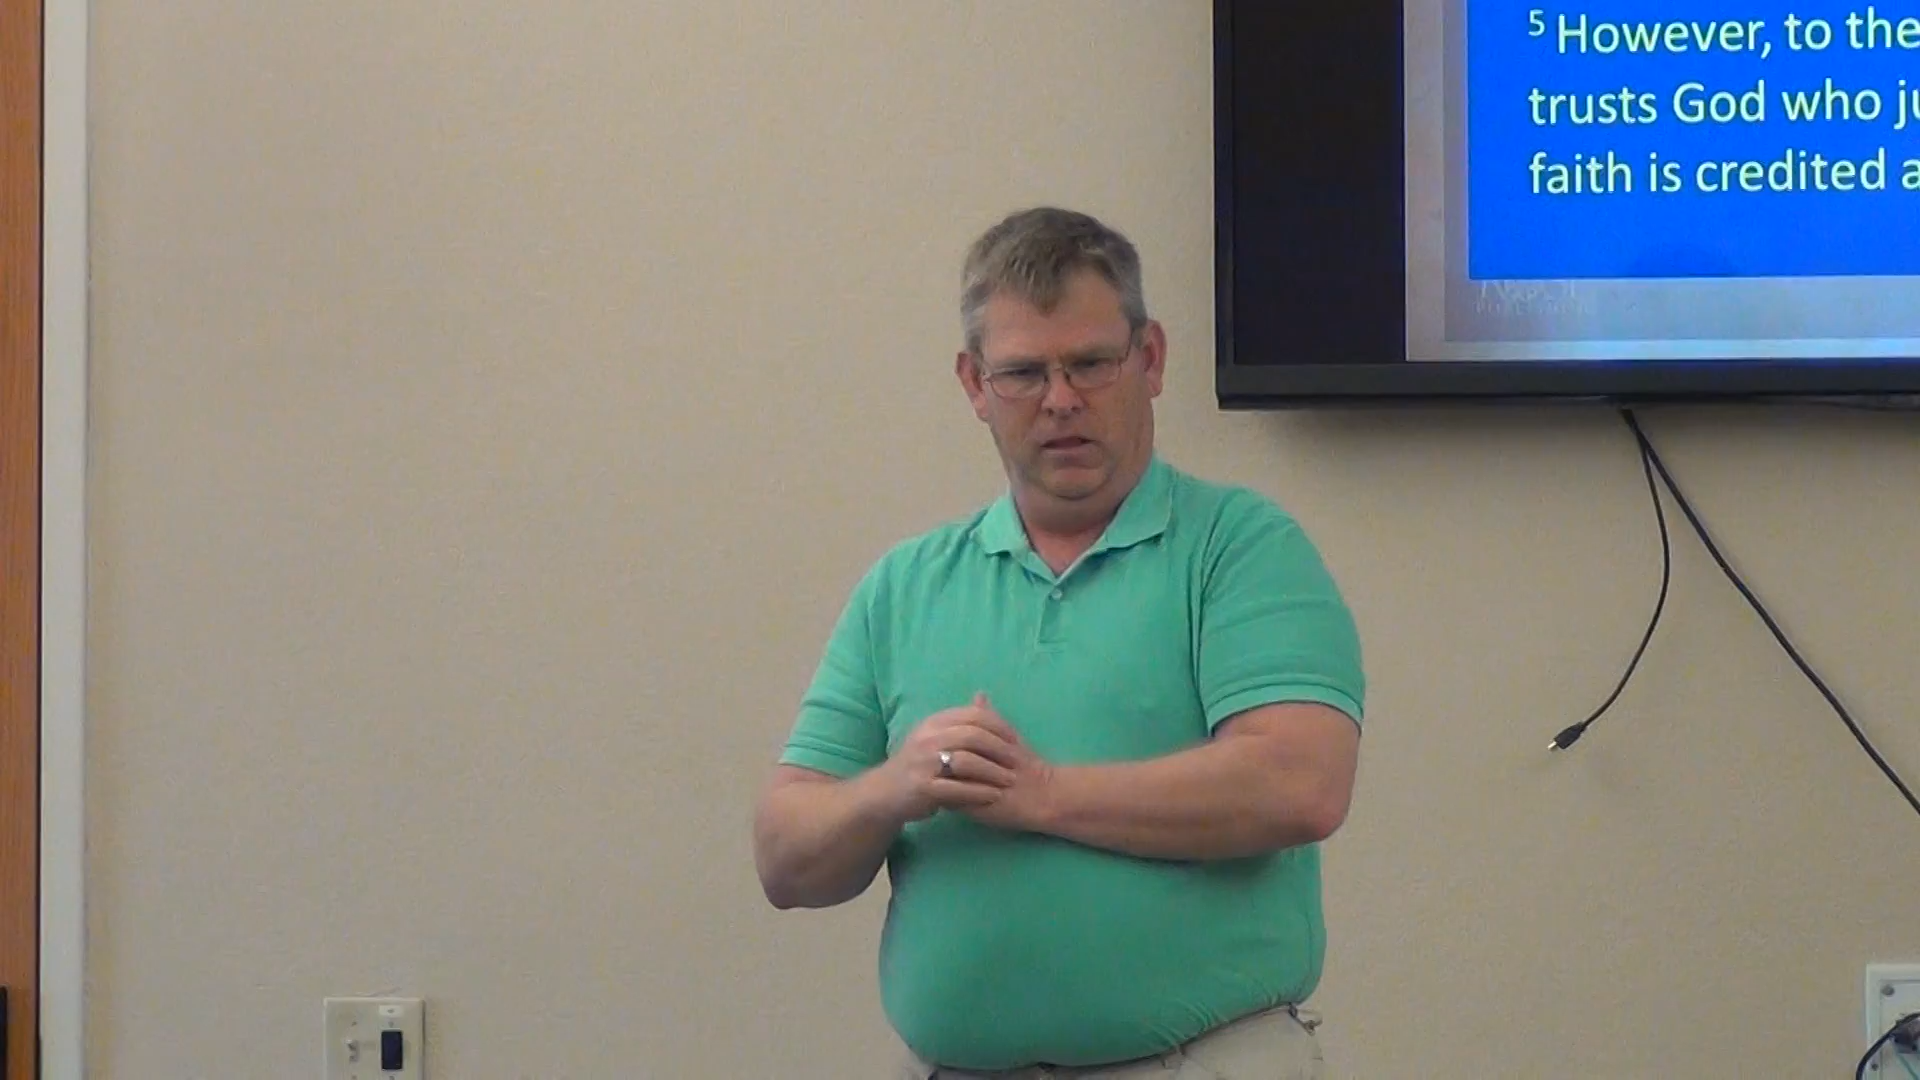 5 However, to the
trusts God who ju
faith is credited a